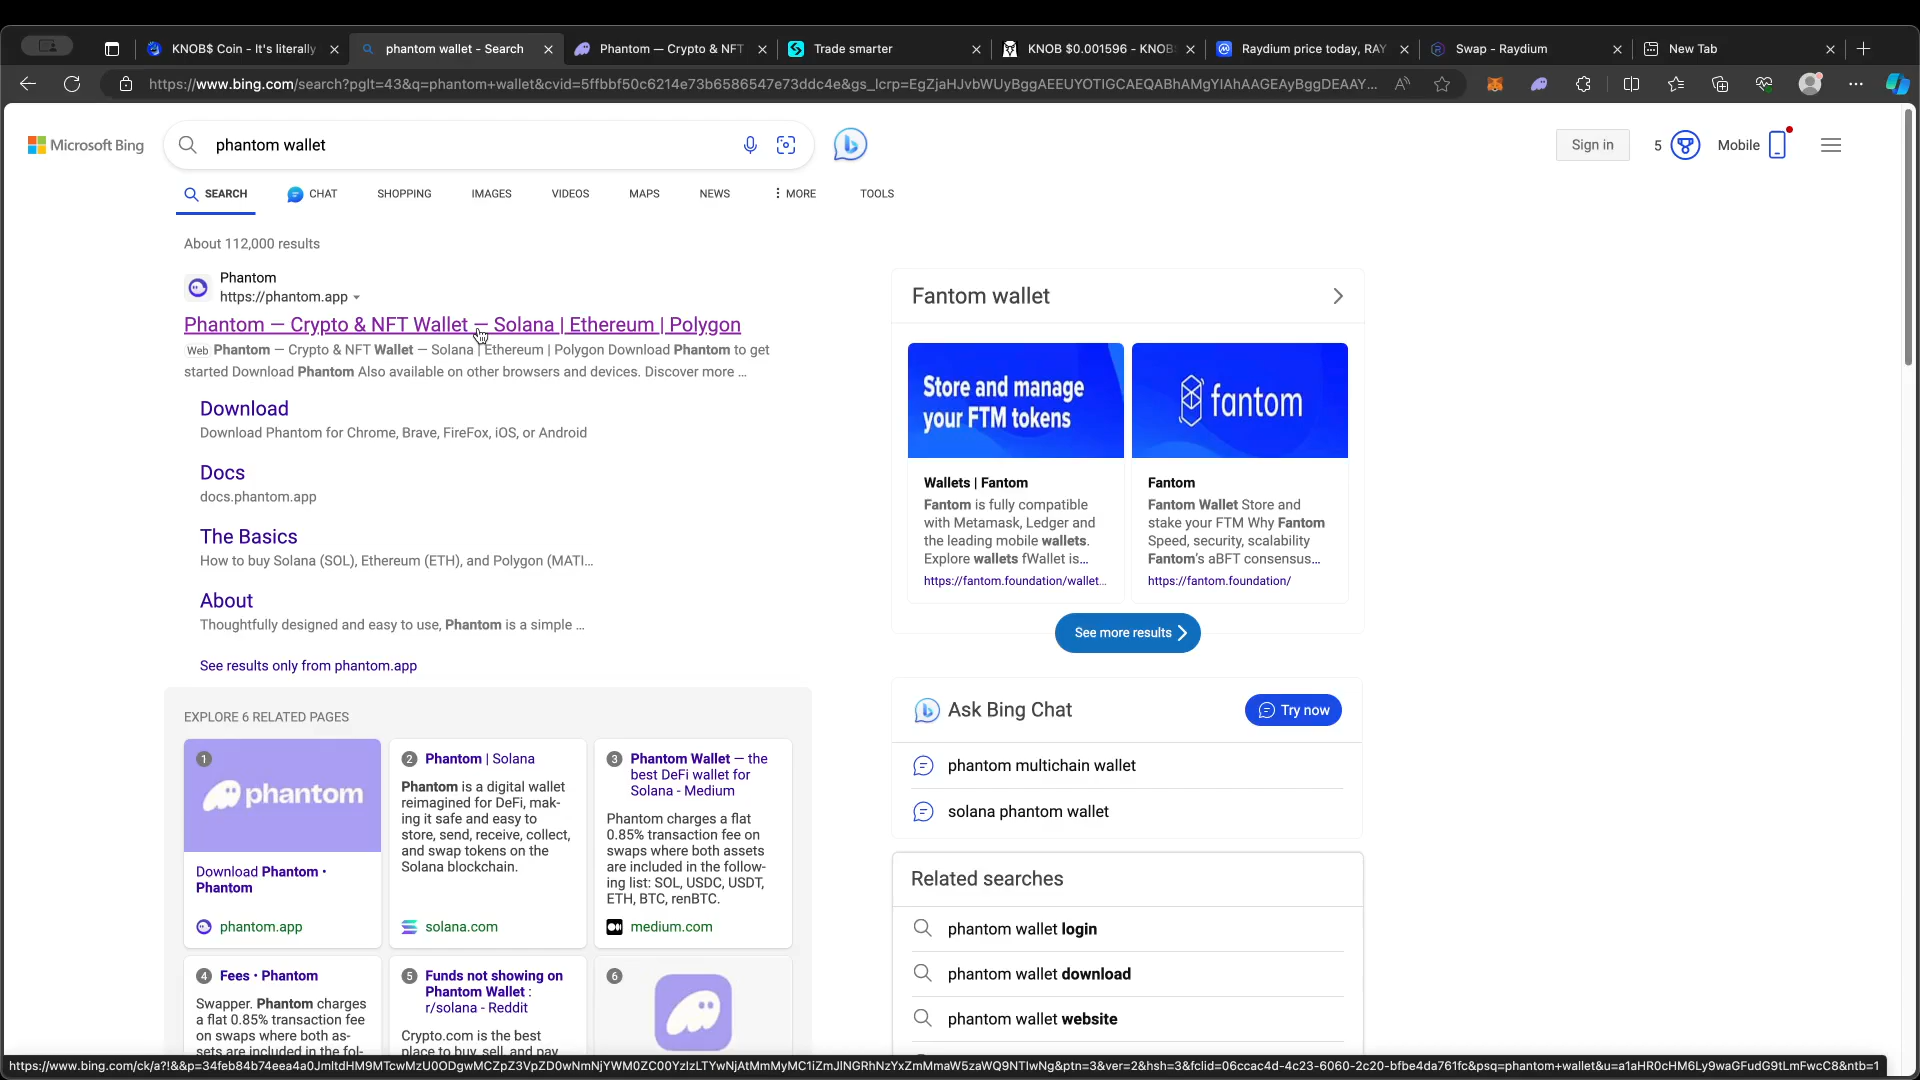 KNOB$ Coin - It's literally
phantom wallet - Search
Phantom — Crypto & NFT
Trade smarter
KNOB $0.001596 - KNOB
Raydium price today, RAY
Swap - Raydium
New Tab
https://www.bing.com/search?pglt=43&q=phantom+wallet&cvid=5ffbbf50c6214e73b6586547e73ddc4e&gs_lcrp=EgZjaHJvbWUyBggAEEUYOTIGCAEQABhAMgYIAhAAGEAyBggDEAAY...
Microsoft Bing
phantom wallet
Sign in
5
Mobile
SEARCH
CHAT
SHOPPING
IMAGES
VIDEOS
MAPS
NEWS
MORE
TOOLS
About 112,000 results
Phantom
https://phantom.app
Phantom — Crypto & NFT Wallet — Solana | Ethereum | Polygon
Web Phantom — Crypto & NFT Wallet — Solana | Ethereum | Polygon Download Phantom to get
started Download Phantom Also available on other browsers and devices. Discover more ...
Download
Download Phantom for Chrome, Brave, FireFox, iOS, or Android
Docs
docs.phantom.app
The Basics
How to buy Solana (SOL), Ethereum (ETH), and Polygon (MATI...
About
Thoughtfully designed and easy to use, Phantom is a simple ...
See results only from phantom.app
EXPLORE 6 RELATED PAGES
1
phantom
Download Phantom ·
Phantom
phantom.app
2 Phantom | Solana
Phantom is a digital wallet
reimagined for DeFi, mak-
ing it safe and easy to
store, send, receive, collect,
and swap tokens on the
Solana blockchain.
solana.com
3 Phantom Wallet — the
best DeFi wallet for
Solana - Medium
Phantom charges a flat
0.85% transaction fee on
swaps where both assets
are included in the follow-
ing list: SOL, USDC, USDT,
ETH, BTC, renBTC.
medium.com
4 Fees · Phantom
Swapper. Phantom charges
a flat 0.85% transaction fee
on swaps where both as-
sets are included in the fol-
5 Funds not showing on
Phantom Wallet :
r/solana - Reddit
Crypto.com is the best
place to buy, sell, and pay
6
Fantom wallet
Store and manage
your FTM tokens
fantom
Wallets | Fantom
Fantom is fully compatible
with Metamask, Ledger and
the leading mobile wallets.
Explore wallets fWallet is...
https://fantom.foundation/wallet...
Fantom
Fantom Wallet Store and
stake your FTM Why Fantom
Speed, security, scalability
Fantom's aBFT consensus...
https://fantom.foundation/
See more results
Ask Bing Chat
Try now
phantom multichain wallet
solana phantom wallet
Related searches
phantom wallet login
phantom wallet download
phantom wallet website